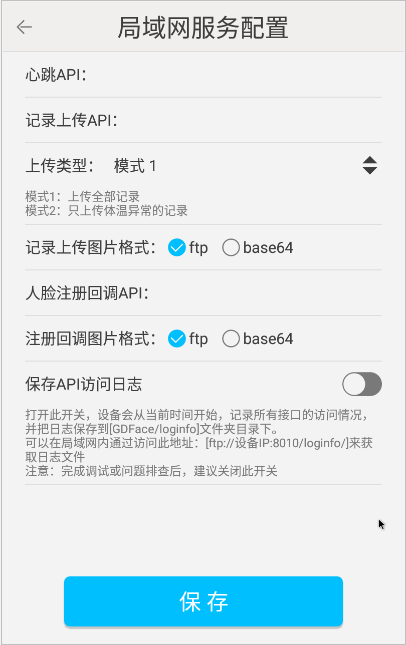 局域网服务配置
心跳API：
记录上传API：
上传类型： 模式 1
模式1：上传全部记录
模式2：只上传体温异常的记录
记录上传图片格式： ftp base64
人脸注册回调API：
注册回调图片格式： ftp base64
保存API访问日志
打开此开关，设备会从当前时间开始，记录所有接口的访问情况，
并把日志保存到[GDFace/loginfo]文件夹目录下。
可以在局域网内通过访问此地址：[ftp://设备IP:8010/loginfo/]来获
取日志文件
注意：完成调试或问题排查后，建议关闭此开关
保 存